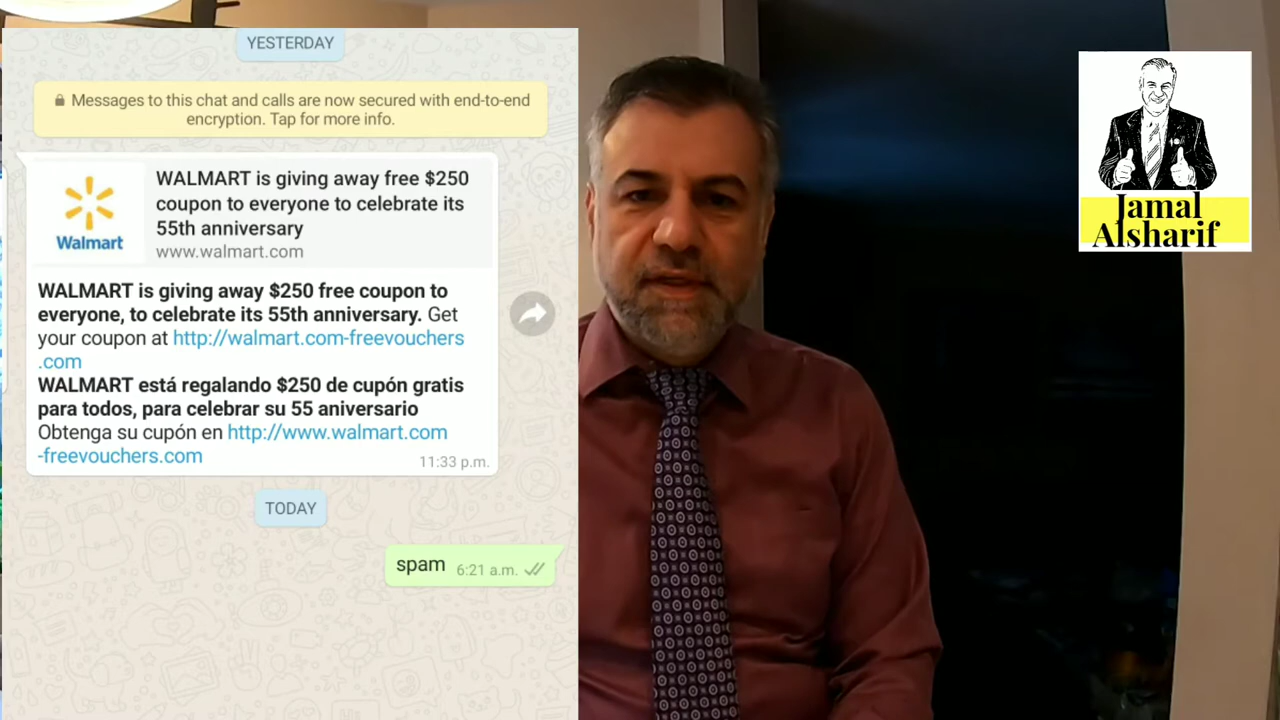 YESTERDAY
Messages to this chat and calls are now secured with end-to-end
encryption. Tap for more info.
WALMART is giving away free $250
coupon to everyone to celebrate its
55th anniversary
www.walmart.com
Walmart
WALMART is giving away $250 free coupon to
everyone, to celebrate its 55th anniversary. Get
your coupon at http://walmart.com-freevouchers
.com
WALMART está regalando $250 de cupón gratis
para todos, para celebrar su 55 aniversario
Obtenga su cupón en http://www.walmart.com
-freevouchers.com
11:33 p.m.
TODAY
spam 6:21 a.m.
Jamal
Alsharif